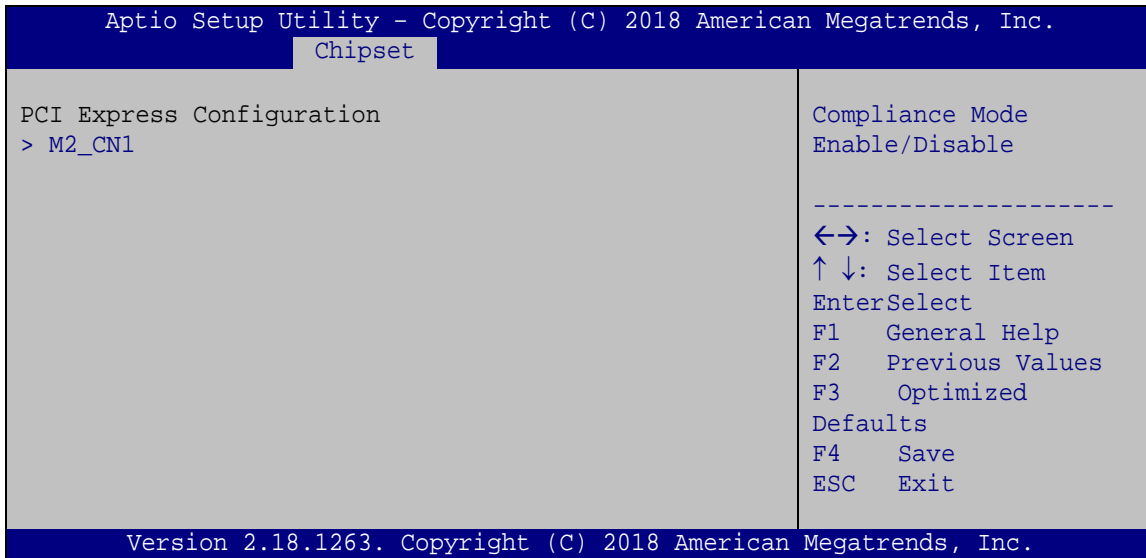 Aptio Setup Utility – Copyright (C) 2018 American Megatrends, Inc.
Chipset
PCI Express Configuration
> M2_CN1
Compliance Mode
Enable/Disable
---------------------
←→: Select Screen
↑ ↓: Select Item
EnterSelect
F1 General Help
F2 Previous Values
F3 Optimized
Defaults
F4 Save
ESC Exit
Version 2.18.1263. Copyright (C) 2018 American Megatrends, Inc.